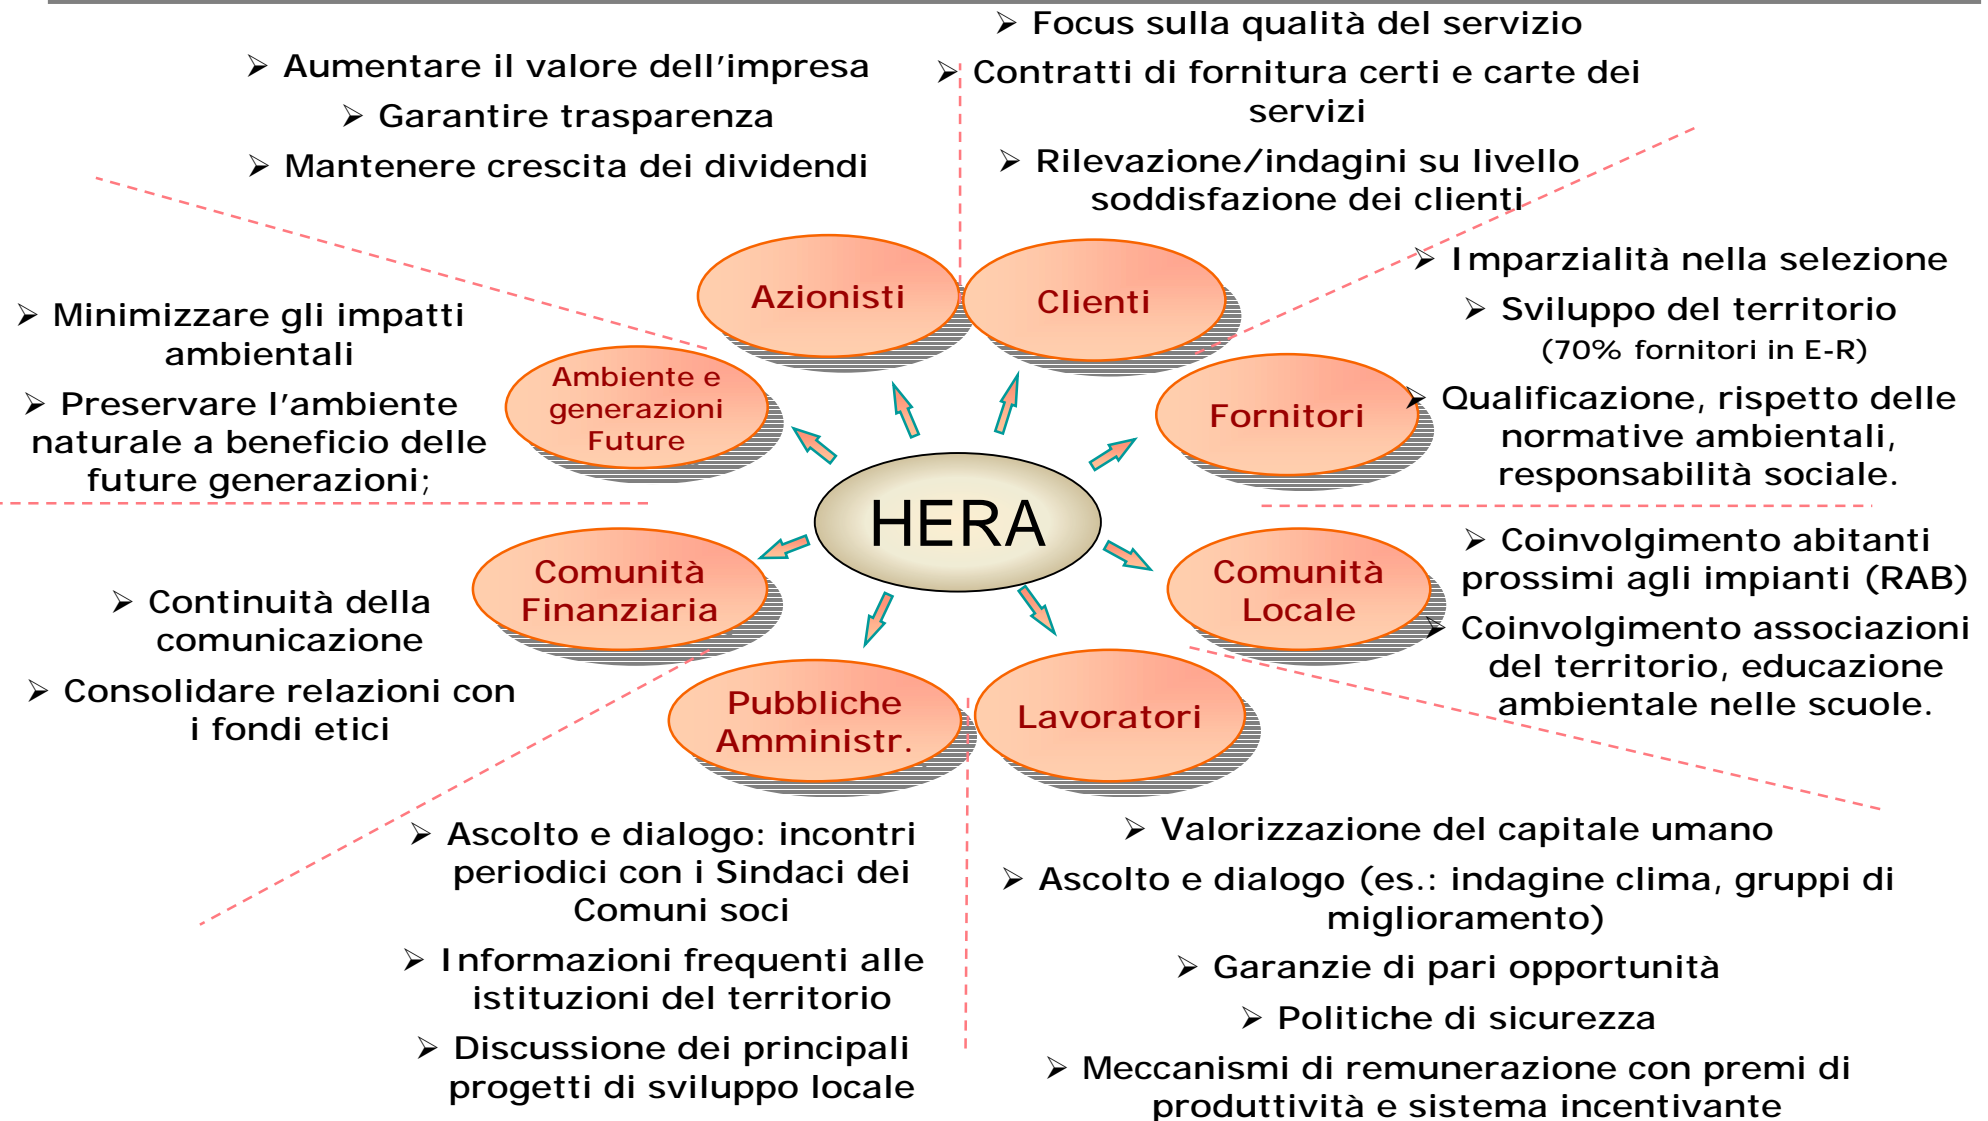 ➢ Aumentare il valore dell'impresa
➢ Garantire trasparenza
➢ Mantenere crescita dei dividendi
➢ Focus sulla qualità del servizio
➢ Contratti di fornitura certi e carte dei
servizi
➢ Rilevazione/indagini su livello
soddisfazione dei clienti
Azionisti
Clienti
➢ Imparzialità nella selezione
➢ Sviluppo del territorio
(70% fornitori in E-R)
➢ Qualificazione, rispetto delle
normative ambientali,
responsabilità sociale.
➢ Minimizzare gli impatti
ambientali
➢ Preservare l'ambiente
naturale a beneficio delle
future generazioni;
Ambiente e
generazioni
Future
Fornitori
HERA
Comunità
Finanziaria
Comunità
Locale
➢ Coinvolgimento abitanti
prossimi agli impianti (RAB)
➢ Coinvolgimento associazioni
del territorio, educazione
ambientale nelle scuole.
➢ Continuità della
comunicazione
➢ Consolidare relazioni con
i fondi etici
Pubbliche
Amministr.
Lavoratori
➢ Ascolto e dialogo: incontri
periodici con i Sindaci dei
Comuni soci
➢ Informazioni frequenti alle
istituzioni del territorio
➢ Discussione dei principali
progetti di sviluppo locale
➢ Valorizzazione del capitale umano
➢ Ascolto e dialogo (es.: indagine clima, gruppi di
miglioramento)
➢ Garanzie di pari opportunità
➢ Politiche di sicurezza
➢ Meccanismi di remunerazione con premi di
produttività e sistema incentivante